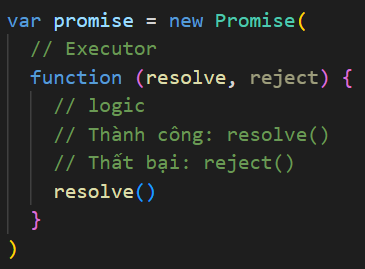 var promise = new Promise(
  // Executor
  function (resolve, reject) {
    // logic
    // Thành công: resolve()
    // Thất bại: reject()
    resolve()
  }
)